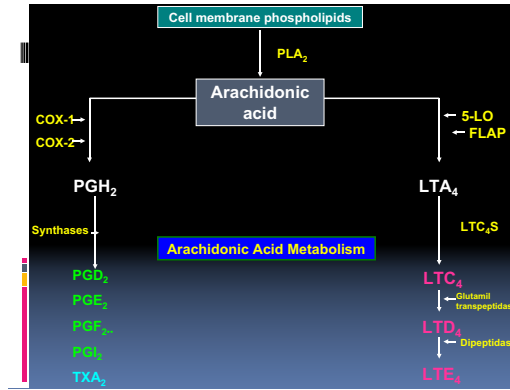 Cell membrane phospholipids
PLA₂
Arachidonic
acid
COX-1
COX-2
5-LO
FLAP
PGH₂
LTA₄
Synthases
LTC₄S
Arachidonic Acid Metabolism
PGD₂
PGE₂
PGF₂..
PGI₂
TXA₂
LTC₄
Glutamil
transpeptidas
LTD₄
Dipeptidas
LTE₄